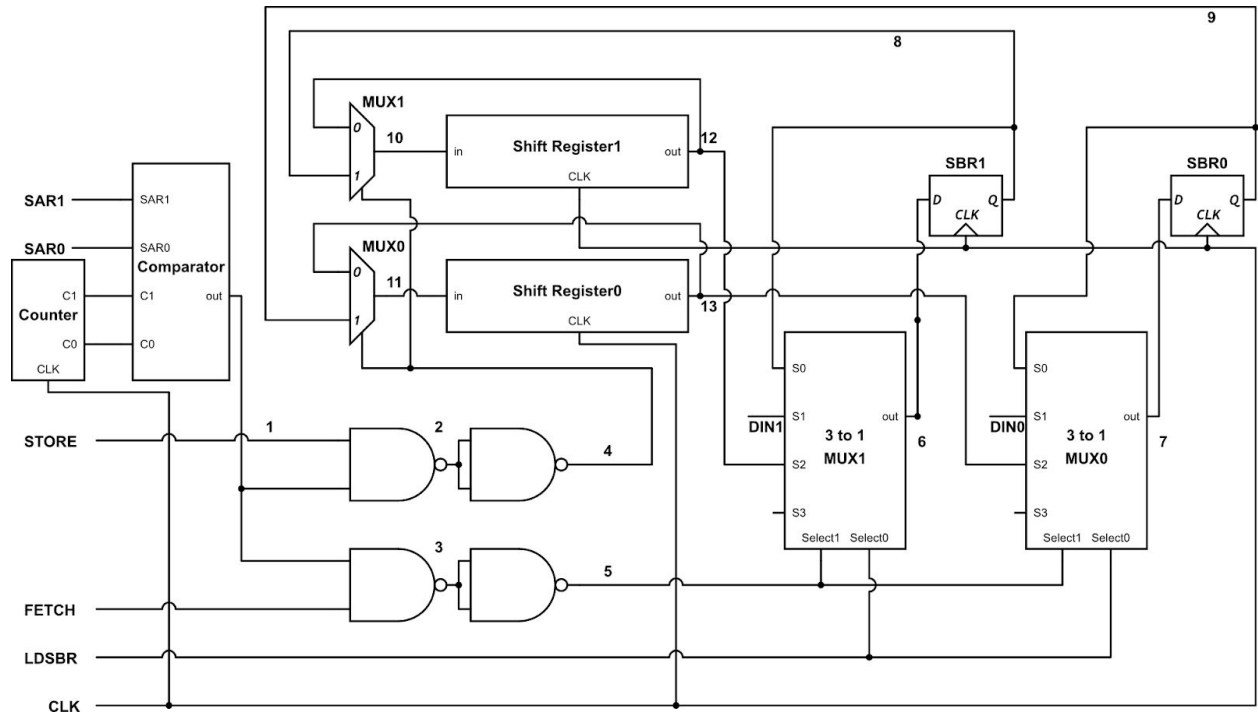 9
8
MUX1
0
1
10
Shift Register1
in
out
CLK
12
SBR1
D
Q
CLK
SBR0
D
Q
CLK
SAR1
SAR0
SAR1
SAR0
Comparator
C1
C0
out
Counter
C1
C0
CLK
MUX0
0
1
11
Shift Register0
in
out
CLK
13
S0
S1
S2
S3
DIN1
3 to 1
MUX1
out
Select1
Select0
6
S0
S1
S2
S3
DIN0
3 to 1
MUX0
out
Select1
Select0
7
STORE
1
2
4
3
5
FETCH
LDSBR
CLK